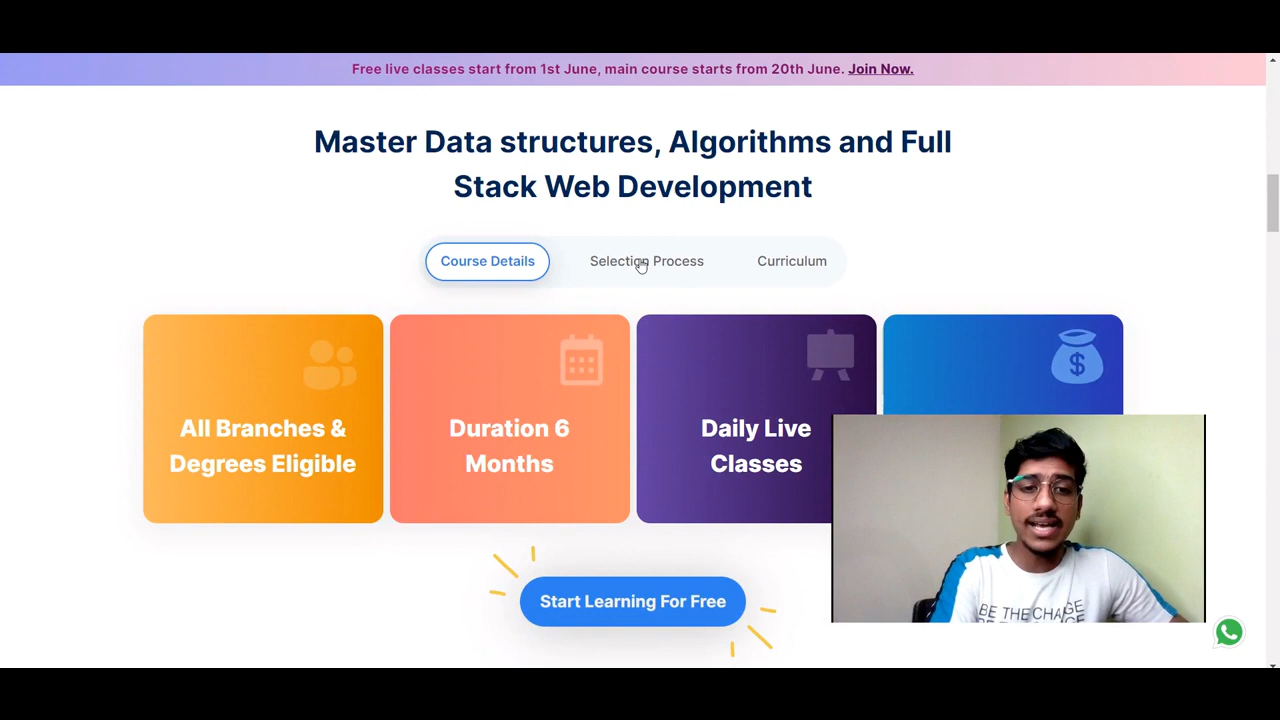 Free live classes start from 1st June, main course starts from 20th June. Join Now.
Master Data structures, Algorithms and Full
Stack Web Development
Course Details
Selection Process
Curriculum
All Branches &
Degrees Eligible
Duration 6
Months
Daily Live
Classes
$
Start Learning For Free
BE THE CHANGE